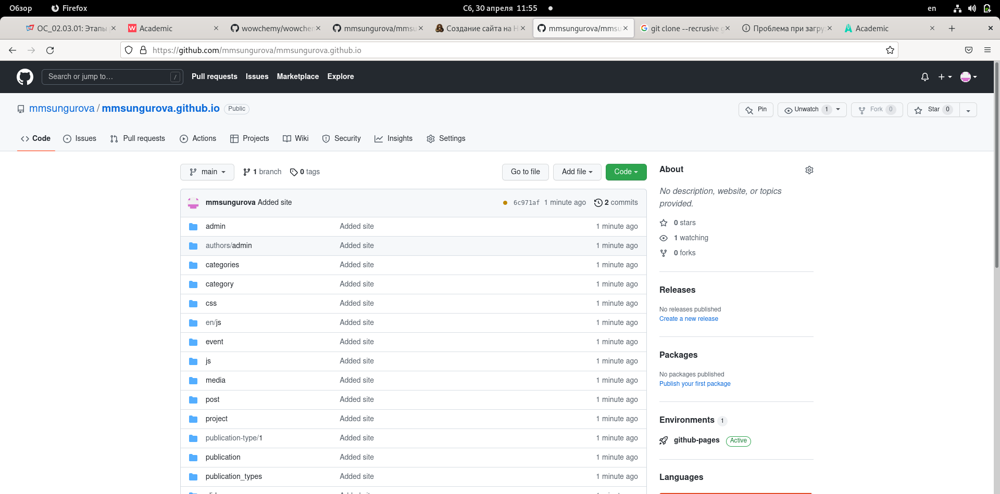 Обзор Firefox Сб, 30 апреля 11:55 en
ОС_02.03.01: Этапы Academic wowchemy/wowche mmsungurova/mmsu Создание сайта на H mmsungurova/mmsu git clone --recrusive g Проблема при загру Academic
https://github.com/mmsungurova/mmsungurova.github.io
Search or jump to… / Pull requests Issues Marketplace Explore
mmsungurova / mmsungurova.github.io Public Pin Unwatch 1 Fork 0 Star 0
Code Issues Pull requests Actions Projects Wiki Security Insights Settings
main 1 branch 0 tags Go to file Add file Code
mmsungurova Added site 6c971af 1 minute ago 2 commits
admin Added site 1 minute ago
authors/admin Added site 1 minute ago
categories Added site 1 minute ago
category Added site 1 minute ago
css Added site 1 minute ago
en/js Added site 1 minute ago
event Added site 1 minute ago
js Added site 1 minute ago
media Added site 1 minute ago
post Added site 1 minute ago
project Added site 1 minute ago
publication-type/1 Added site 1 minute ago
publication Added site 1 minute ago
publication_types Added site 1 minute ago
About
No description, website, or topics
provided.
0 stars
1 watching
0 forks
Releases
No releases published
Create a new release
Packages
No packages published
Publish your first package
Environments 1
github-pages Active
Languages